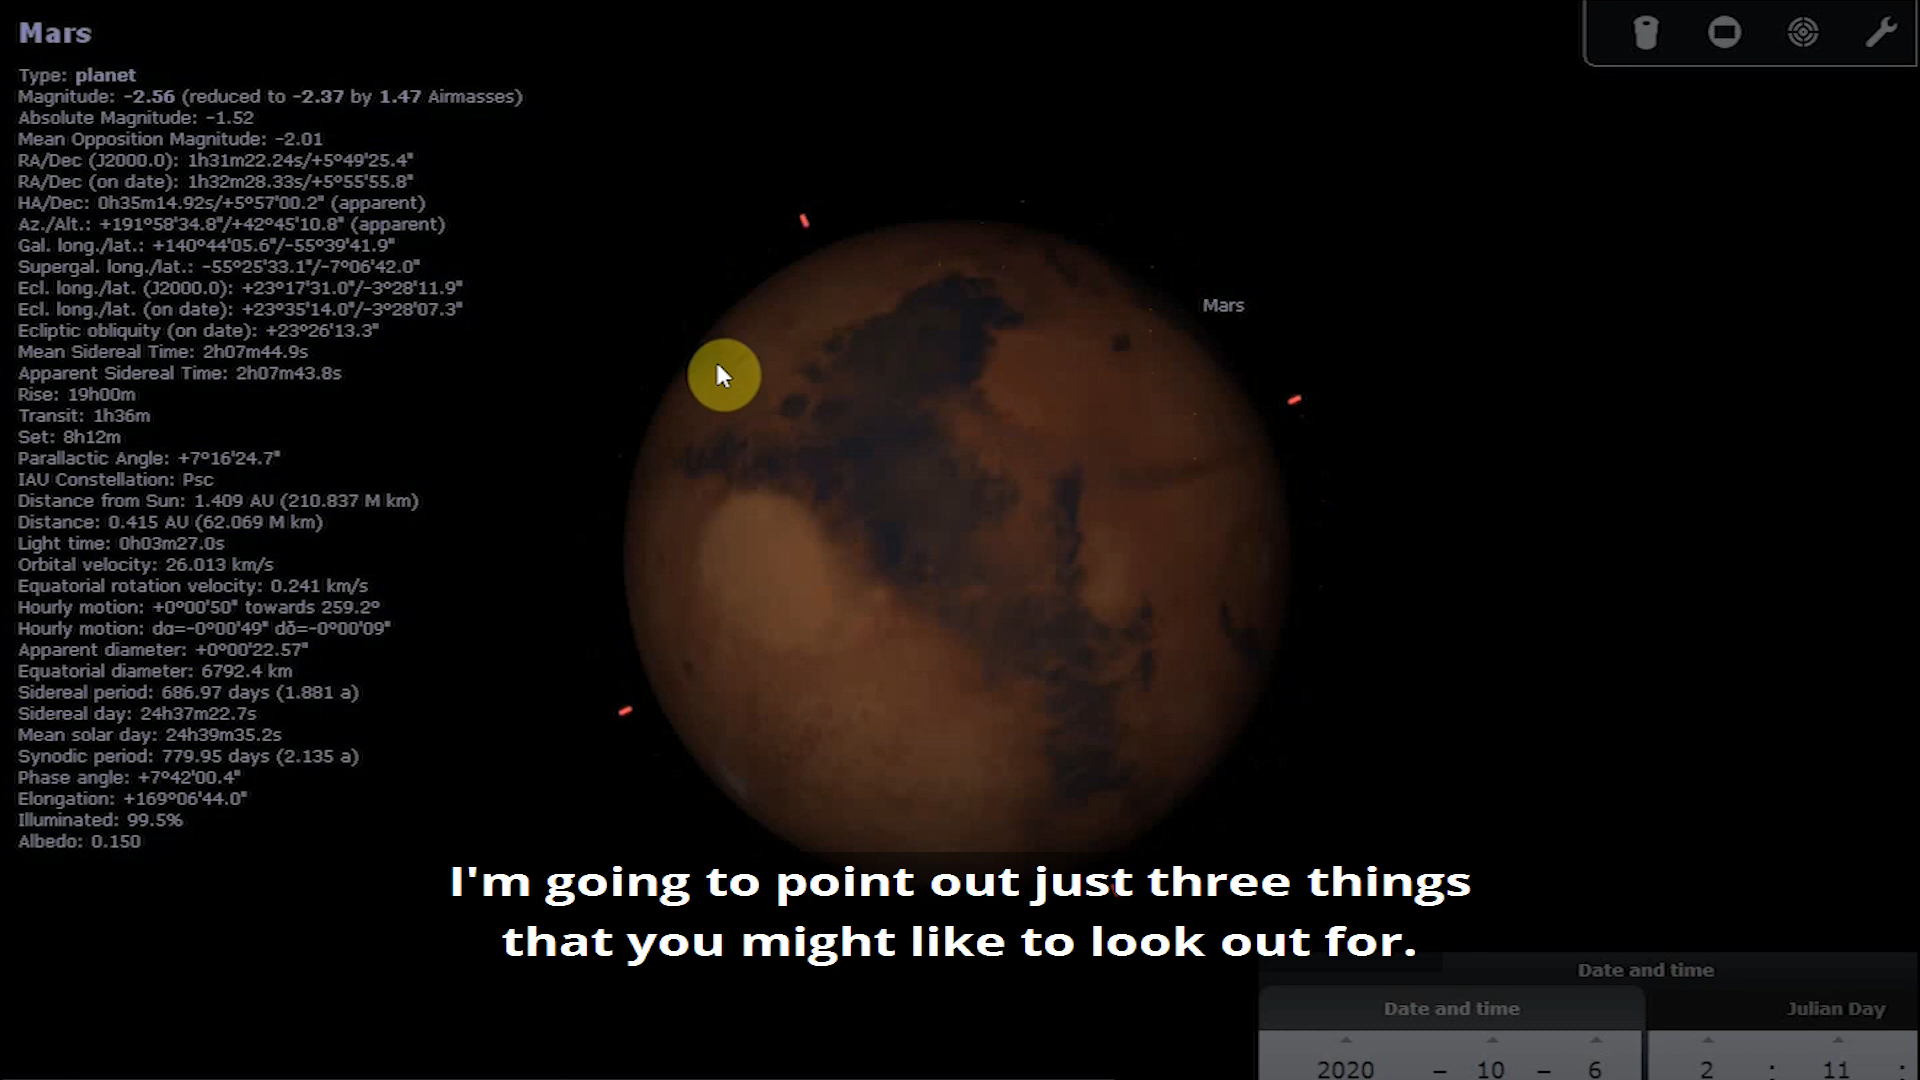 Mars
Type: planet
Magnitude: -2.56 (reduced to -2.37 by 1.47 Airmasses)
Absolute Magnitude: -1.52
Mean Opposition Magnitude: -2.01
RA/Dec (J2000.0): 1h31m22.24s/+5°49'25.4"
RA/Dec (on date): 1h32m28.33s/+5°55'55.8"
HA/Dec: 0h35m14.92s/+5°57'00.2" (apparent)
Az./Alt.: +191°58'34.8"/+42°45'10.8" (apparent)
Gal. long./lat.: +140°44'05.6"/-55°39'41.9"
Supergal. long./lat.: -55°25'33.1"/-7°06'42.0"
Ecl. long./lat. (J2000.0): +23°17'31.0"/-3°28'11.9"
Ecl. long./lat. (on date): +23°35'14.0"/-3°28'07.3"
Ecliptic obliquity (on date): +23°26'13.3"
Mean Sidereal Time: 2h07m44.9s
Apparent Sidereal Time: 2h07m43.8s
Rise: 19h00m
Transit: 1h36m
Set: 8h12m
Parallactic Angle: +7°16'24.7"
IAU Constellation: Psc
Distance from Sun: 1.409 AU (210.837 M km)
Distance: 0.415 AU (62.069 M km)
Light time: 0h03m27.0s
Orbital velocity: 26.013 km/s
Equatorial rotation velocity: 0.241 km/s
Hourly motion: +0°00'50" towards 259.2°
Hourly motion: dα=-0°00'49" dδ=-0°00'09"
Apparent diameter: +0°00'22.57"
Equatorial diameter: 6792.4 km
Sidereal period: 686.97 days (1.881 a)
Sidereal day: 24h37m22.7s
Mean solar day: 24h39m35.2s
Synodic period: 779.95 days (2.135 a)
Phase angle: +7°42'00.4"
Elongation: +169°06'44.0"
Illuminated: 99.5%
Albedo: 0.150
Mars
I'm going to point out just three things
that you might like to look out for.
Date and time
Date and time Julian Day
2020 - 10 - 6 2 : 11 :